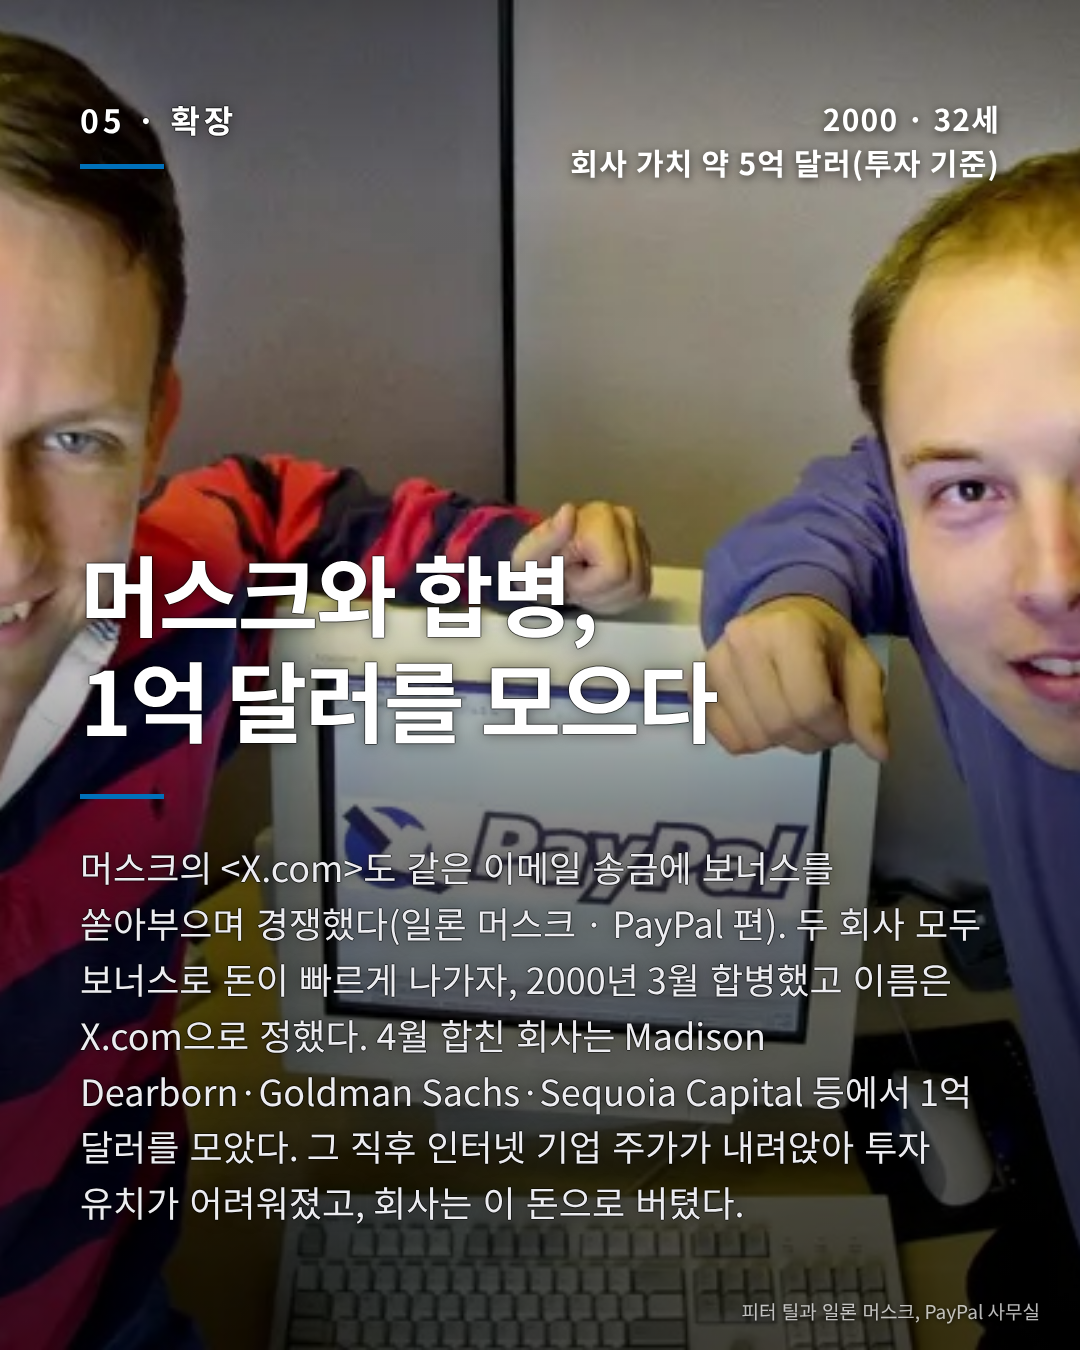 05 · 확장
2000 · 32세
회사 가치 약 5억 달러(투자 기준)
머스크와 합병,
1억 달러를 모으다
PayPal
머스크의 <X.com>도 같은 이메일 송금에 보너스를
쏟아부으며 경쟁했다(일론 머스크 · PayPal 편). 두 회사 모두
보너스로 돈이 빠르게 나가자, 2000년 3월 합병했고 이름은
X.com으로 정했다. 4월 합친 회사는 Madison
Dearborn·Goldman Sachs·Sequoia Capital 등에서 1억
달러를 모았다. 그 직후 인터넷 기업 주가가 내려앉아 투자
유치가 어려워졌고, 회사는 이 돈으로 버텼다.
피터 틸과 일론 머스크, PayPal 사무실